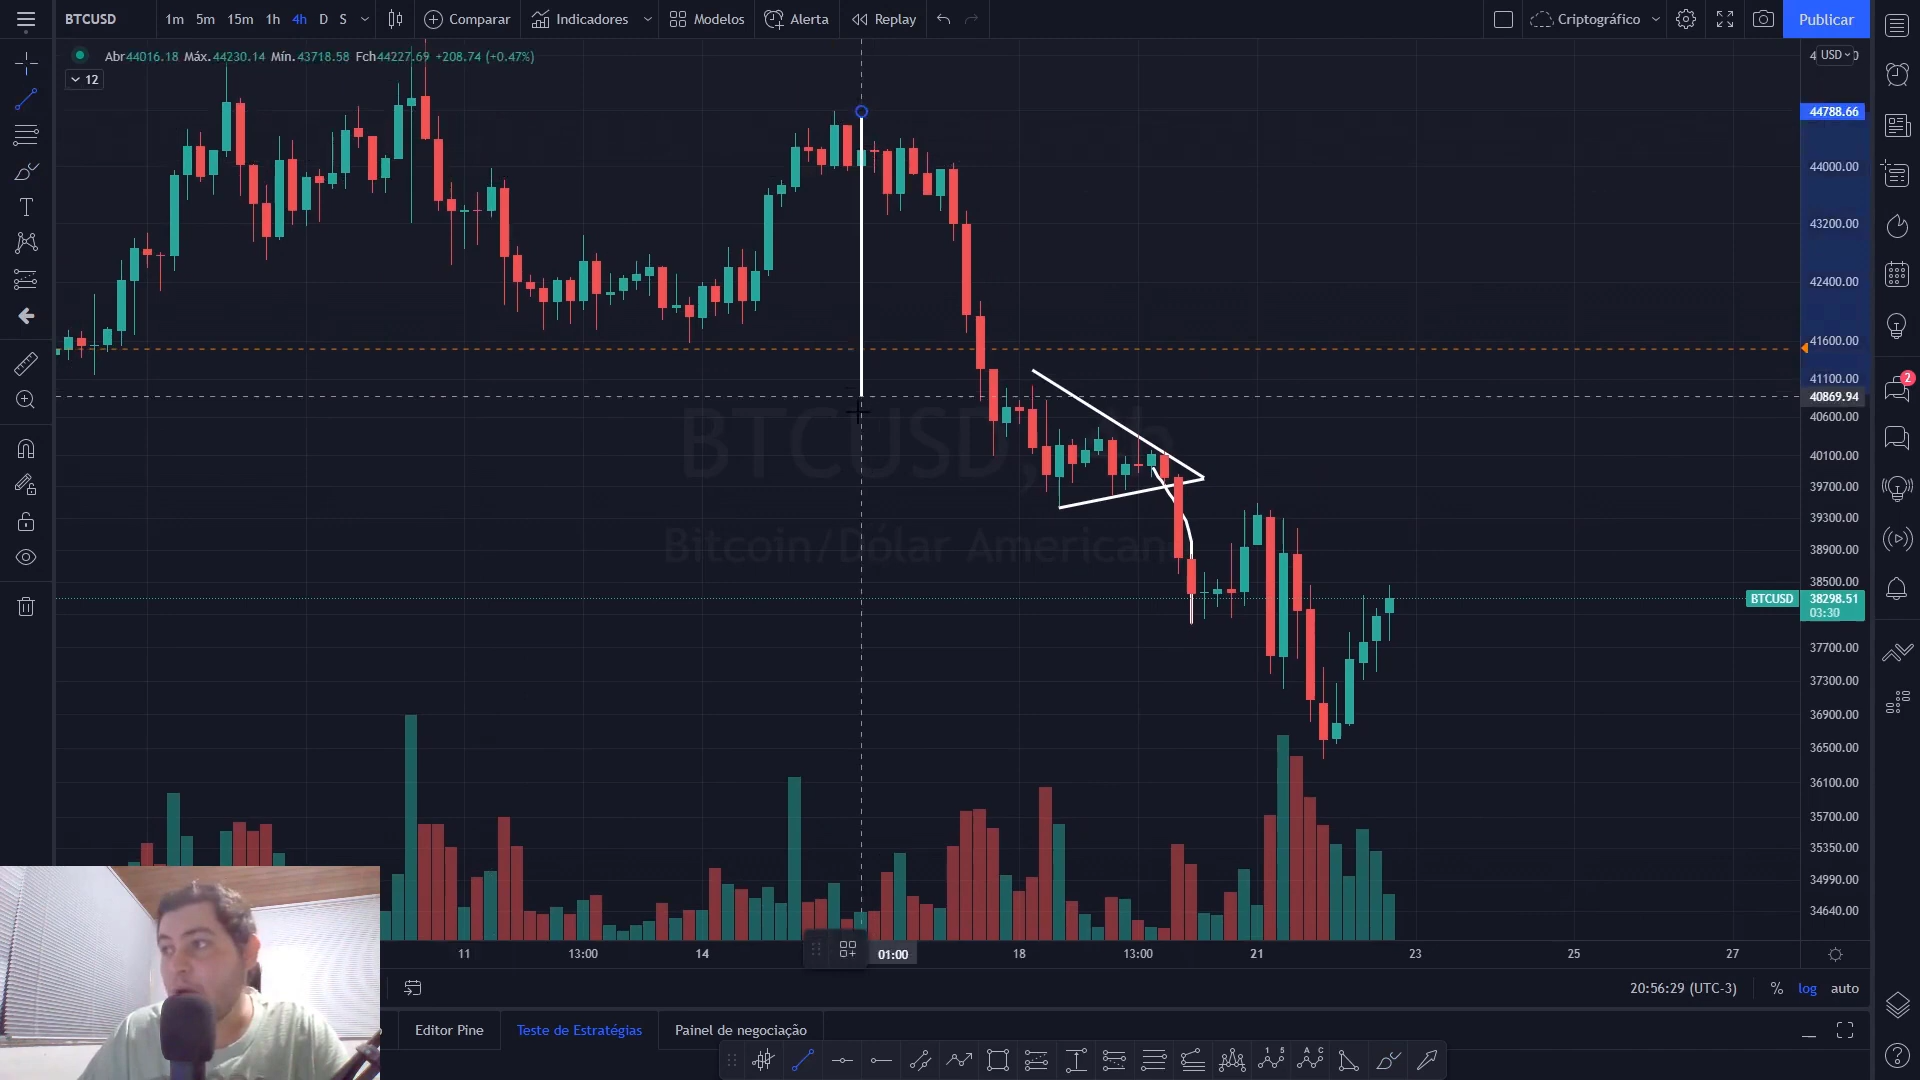 BTCUSD 1m 5m 15m 1h 4h D S Comparar Indicadores Modelos Alerta Replay Criptográfico Publicar
Abr44016.18 Máx.44230.14 Mín.43718.58 Fch44227.69 +208.74 (+0.47%)
12
USD
44788.66
44000.00
43200.00
42400.00
41600.00
41100.00
2
40869.94
40600.00
BTCUSD, 4h
40100.00
39700.00
39300.00
Bitcoin/Dólar American
38900.00
38500.00
BTCUSD 38298.51
03:30
37700.00
37300.00
36900.00
36500.00
36100.00
35700.00
35350.00
34990.00
34640.00
11 13:00 14 01:00 18 13:00 21 23 25 27
20:56:29 (UTC-3) % log auto
Editor Pine Teste de Estratégias Painel de negociação